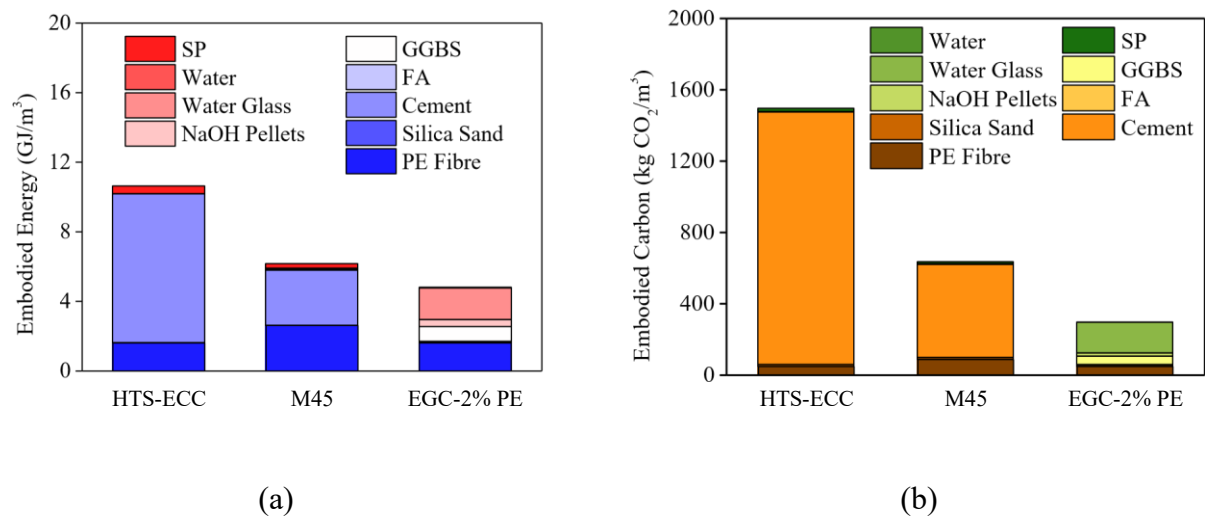 20
16
12
8
4
0
Embodied Energy (GJ/m³)
SP
Water
Water Glass
NaOH Pellets
GGBS
FA
Cement
Silica Sand
PE Fibre
HTS-ECC M45 EGC-2% PE
(a)
2000
1600
1200
800
400
0
Embodied Carbon (kg CO₂/m³)
Water
Water Glass
NaOH Pellets
Silica Sand
PE Fibre
SP
GGBS
FA
Cement
HTS-ECC M45 EGC-2% PE
(b)